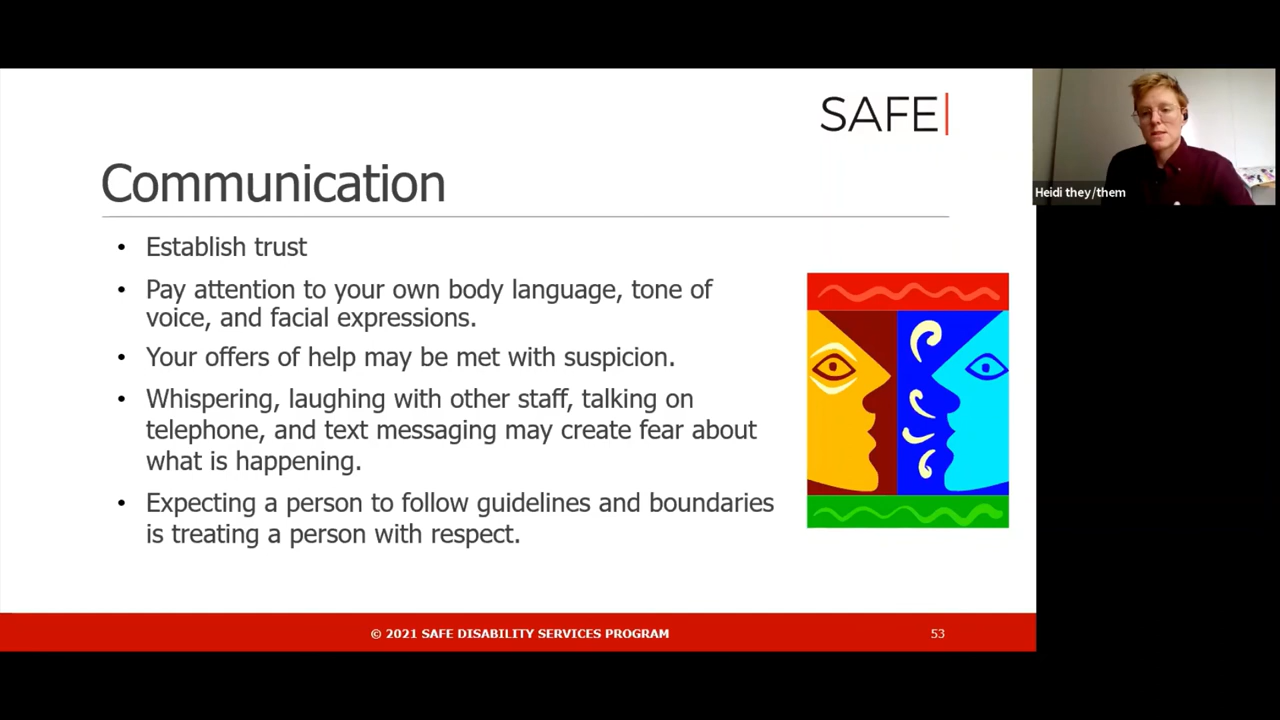 SAFE|
Communication
• Establish trust
• Pay attention to your own body language, tone of
voice, and facial expressions.
• Your offers of help may be met with suspicion.
• Whispering, laughing with other staff, talking on
telephone, and text messaging may create fear about
what is happening.
• Expecting a person to follow guidelines and boundaries
is treating a person with respect.
© 2021 SAFE DISABILITY SERVICES PROGRAM
53
Heidi they/them